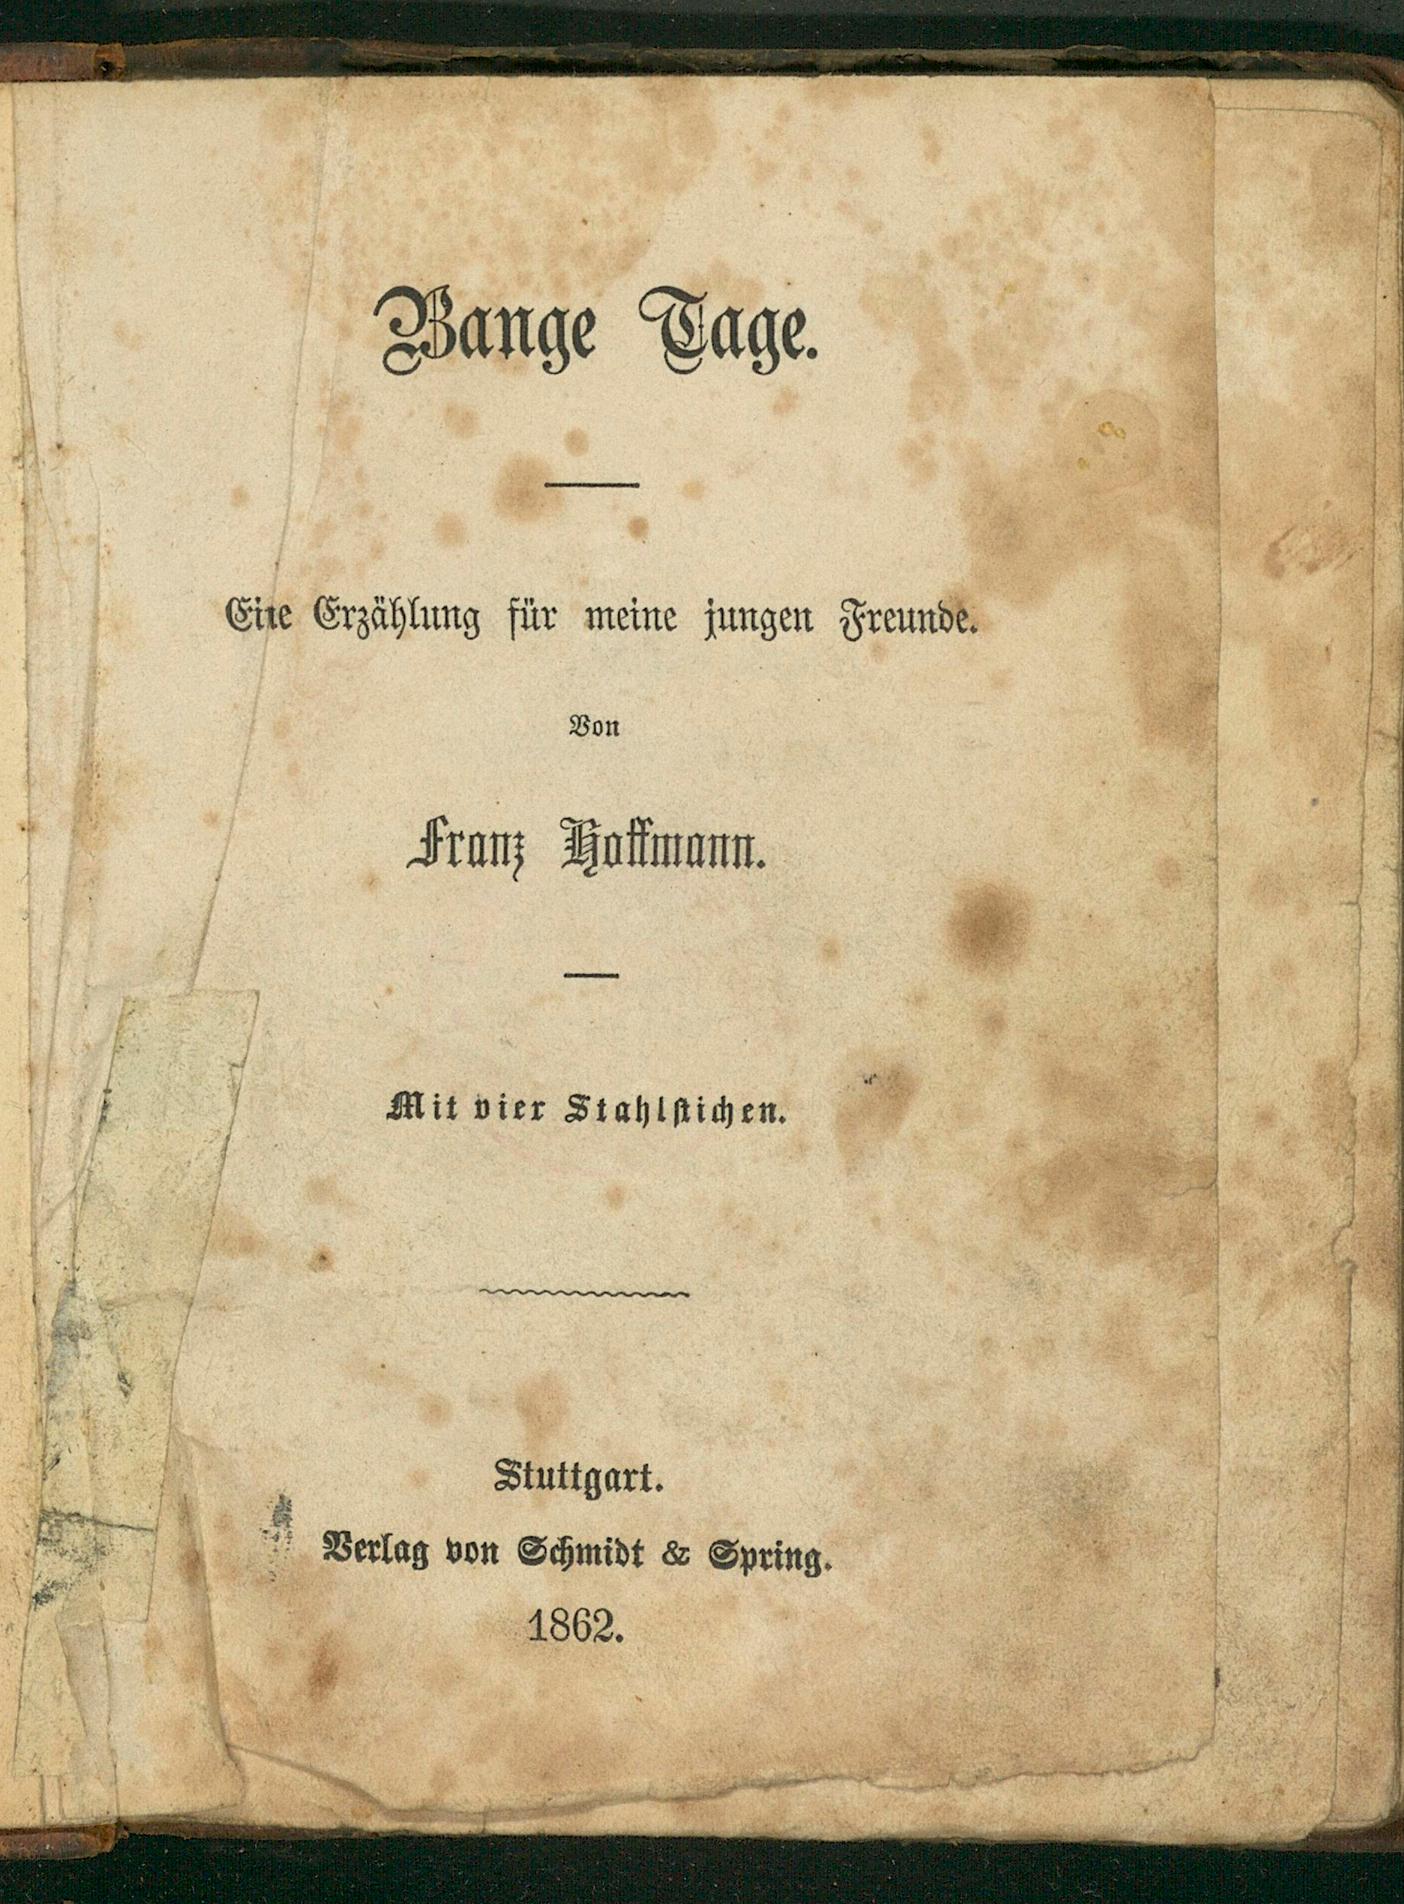 Bange Tage.
Eine Erzählung für meine jungen Freunde.
Von
Franz Hoffmann.
Mit vier Stahlstichen.
Stuttgart.
Verlag von Schmidt & Spring.
1862.